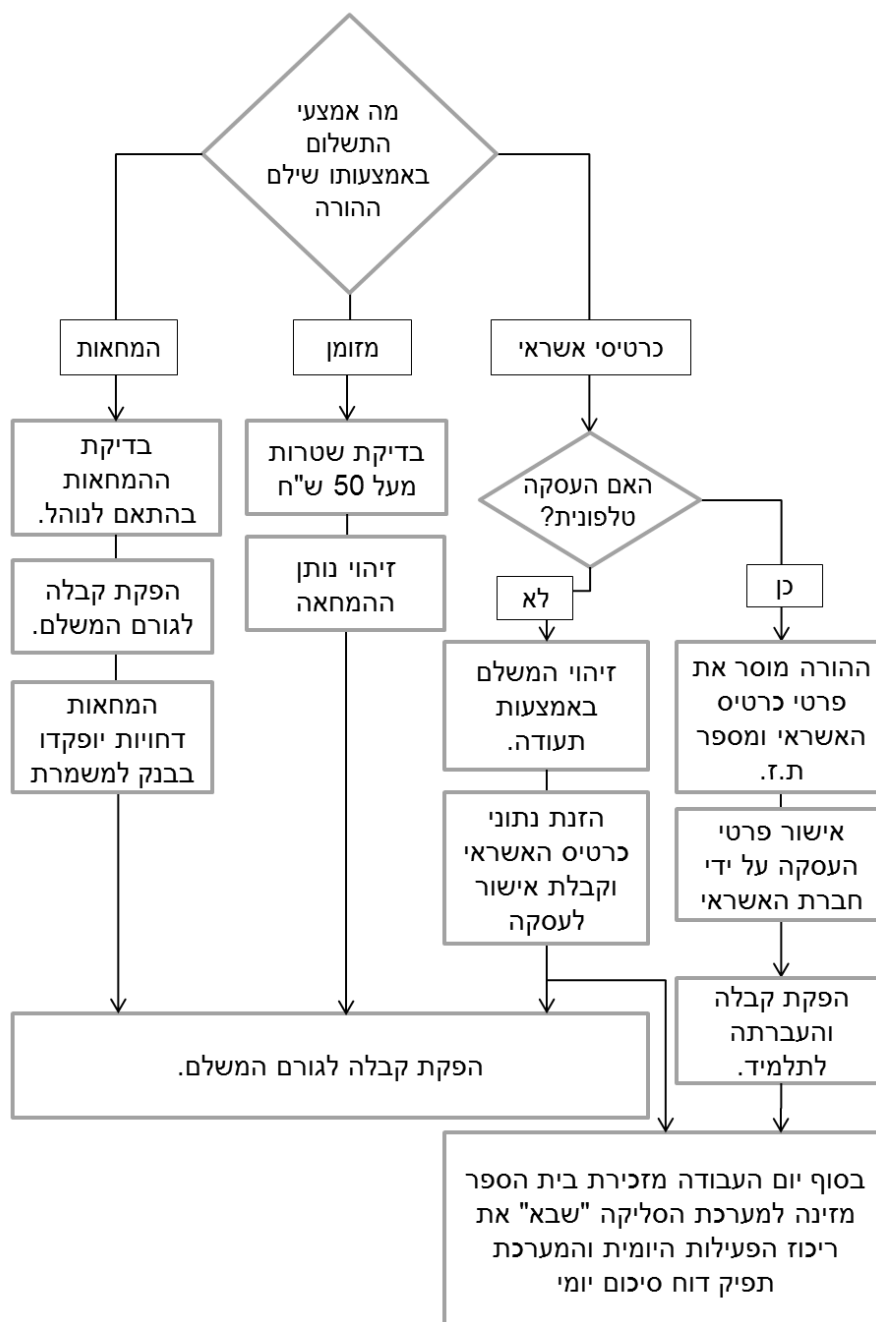 מה אמצעי
התשלום
באמצעותו שילם
ההורה
כרטיסי אשראי
מזומן
המחאות
האם העסקה
טלפונית?
בדיקת שטרות
מעל 50 ש"ח
בדיקת
ההמחאות
בהתאם לנוהל.
כן
לא
זיהוי נותן
ההמחאה
הפקת קבלה
לגורם המשלם.
ההורה מוסר את
פרטי כרטיס
האשראי ומספר
ת.ז.
זיהוי המשלם
באמצעות
תעודה.
המחאות
דחויות יופקדו
בבנק למשמרת
אישור פרטי
העסקה על ידי
חברת האשראי
הזנת נתוני
כרטיס האשראי
וקבלת אישור
לעסקה
הפקת קבלה
והעברתה
לתלמיד.
הפקת קבלה לגורם המשלם.
בסוף יום העבודה מזכירת בית הספר
מזינה למערכת הסליקה "שבא" את
ריכוז הפעילות היומית והמערכת
תפיק דוח סיכום יומי